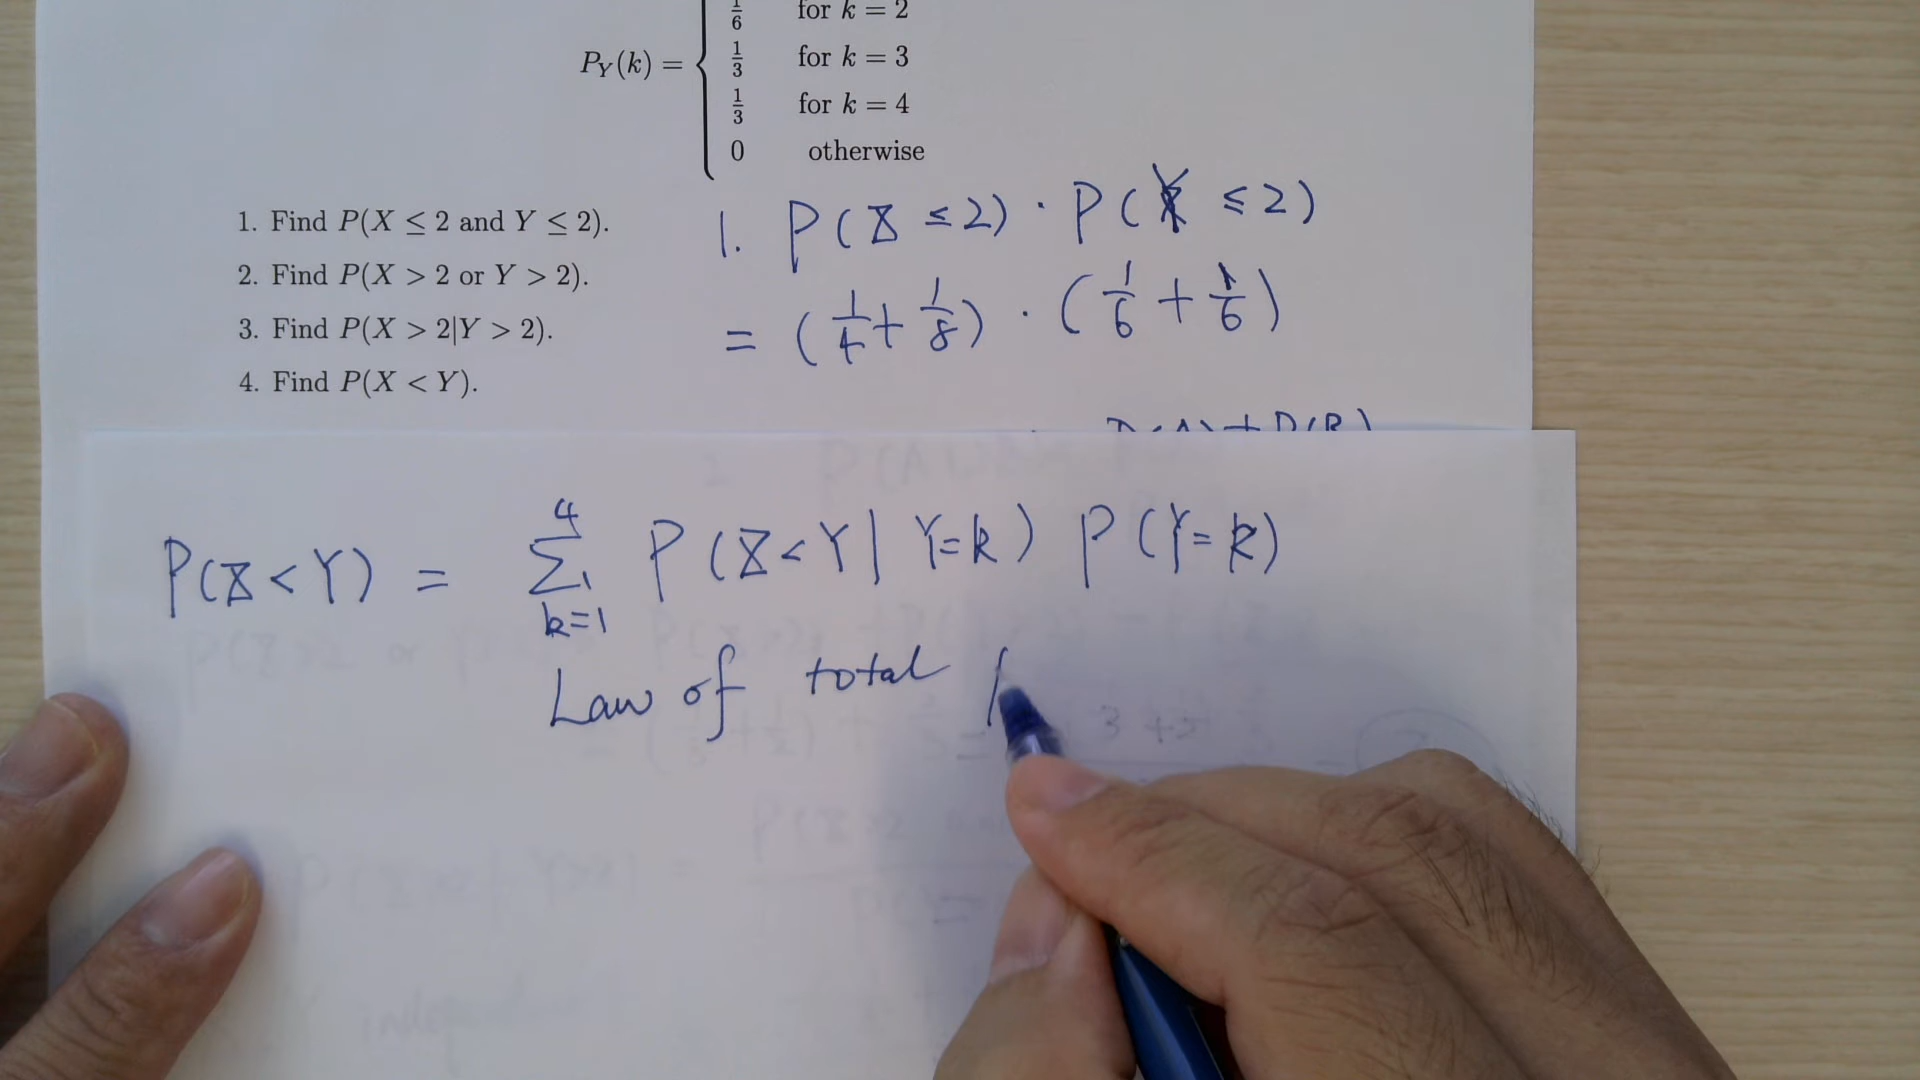 1/6 for k = 2
P_Y(k) = { 1/3 for k = 3
1/3 for k = 4
0 otherwise
1. Find P(X ≤ 2 and Y ≤ 2).
2. Find P(X > 2 or Y > 2).
3. Find P(X > 2|Y > 2).
4. Find P(X < Y).
1. P(X ≤ 2) · P(Y ≤ 2)
= (1/4 + 1/8) · (1/6 + 1/6)
P(A) + P(B)
P(X < Y) = ∑_{k=1}^{4} P(X < Y | Y = k) P(Y = k)
Law of total